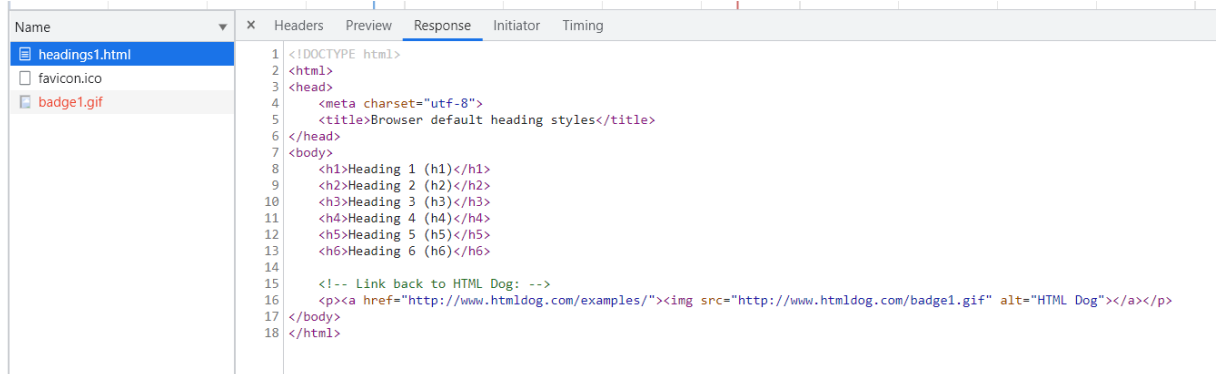 Name
headings1.html
favicon.ico
badge1.gif
× Headers Preview Response Initiator Timing
1 <!DOCTYPE html>
2 <html>
3 <head>
4     <meta charset="utf-8">
5     <title>Browser default heading styles</title>
6 </head>
7 <body>
8     <h1>Heading 1 (h1)</h1>
9     <h2>Heading 2 (h2)</h2>
10     <h3>Heading 3 (h3)</h3>
11     <h4>Heading 4 (h4)</h4>
12     <h5>Heading 5 (h5)</h5>
13     <h6>Heading 6 (h6)</h6>
14
15     <!-- Link back to HTML Dog: -->
16     <p><a href="http://www.htmldog.com/examples/"><img src="http://www.htmldog.com/badge1.gif" alt="HTML Dog"></a></p>
17 </body>
18 </html>